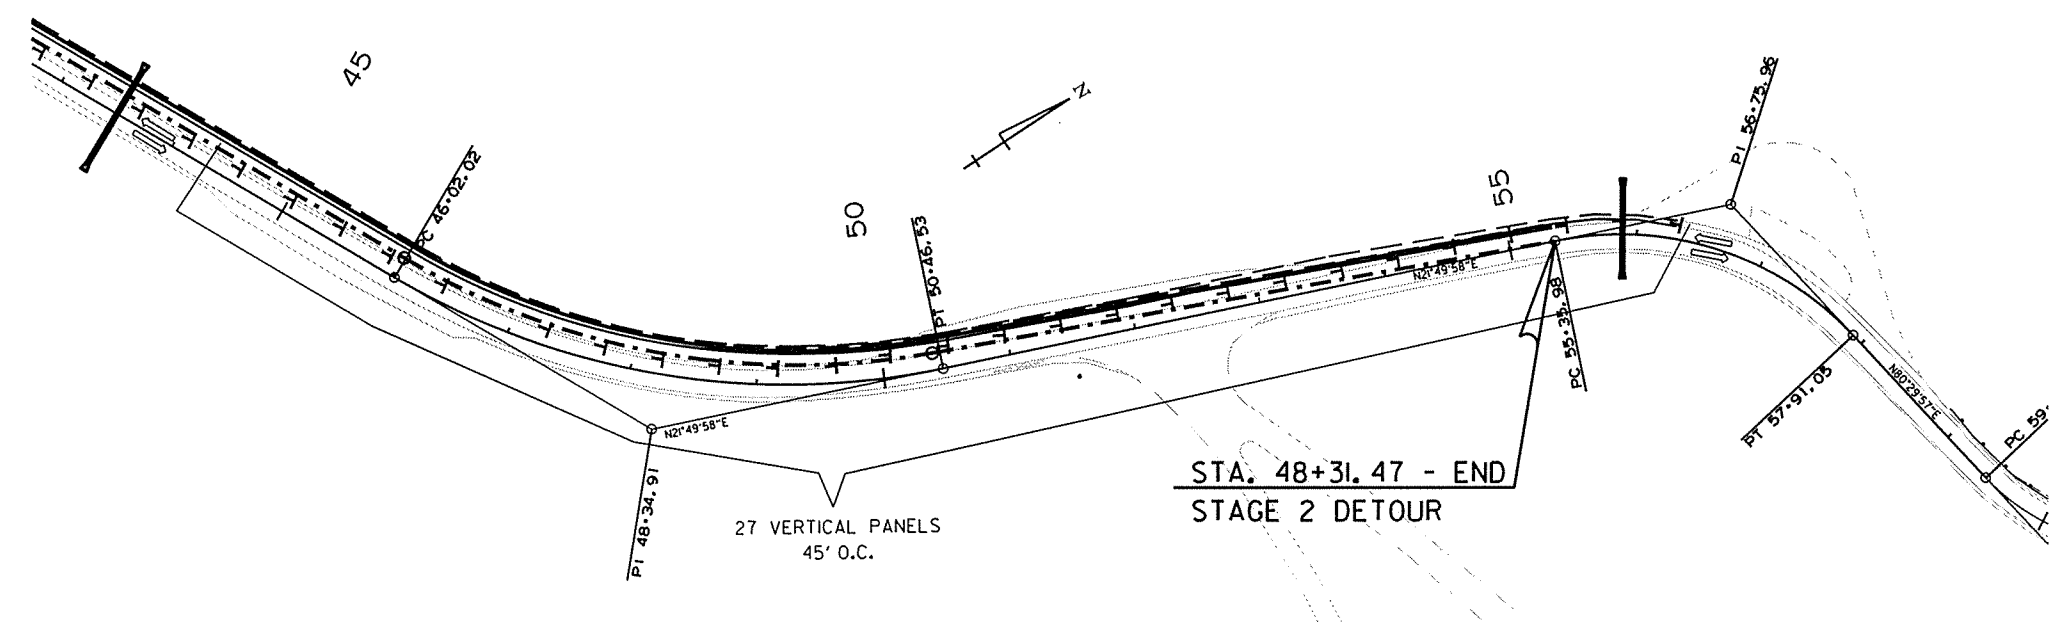 45
PC 46+02.02
N
50
PT 50+46.53
55
PI 56+75.96
N21°49'58"E
PC 55+35.98
N21°49'58"E
PI 48+34.91
27 VERTICAL PANELS
45' O.C.
STA. 48+31.47 - END
STAGE 2 DETOUR
PT 57+91.05
N80°29'57"E
PC 59+